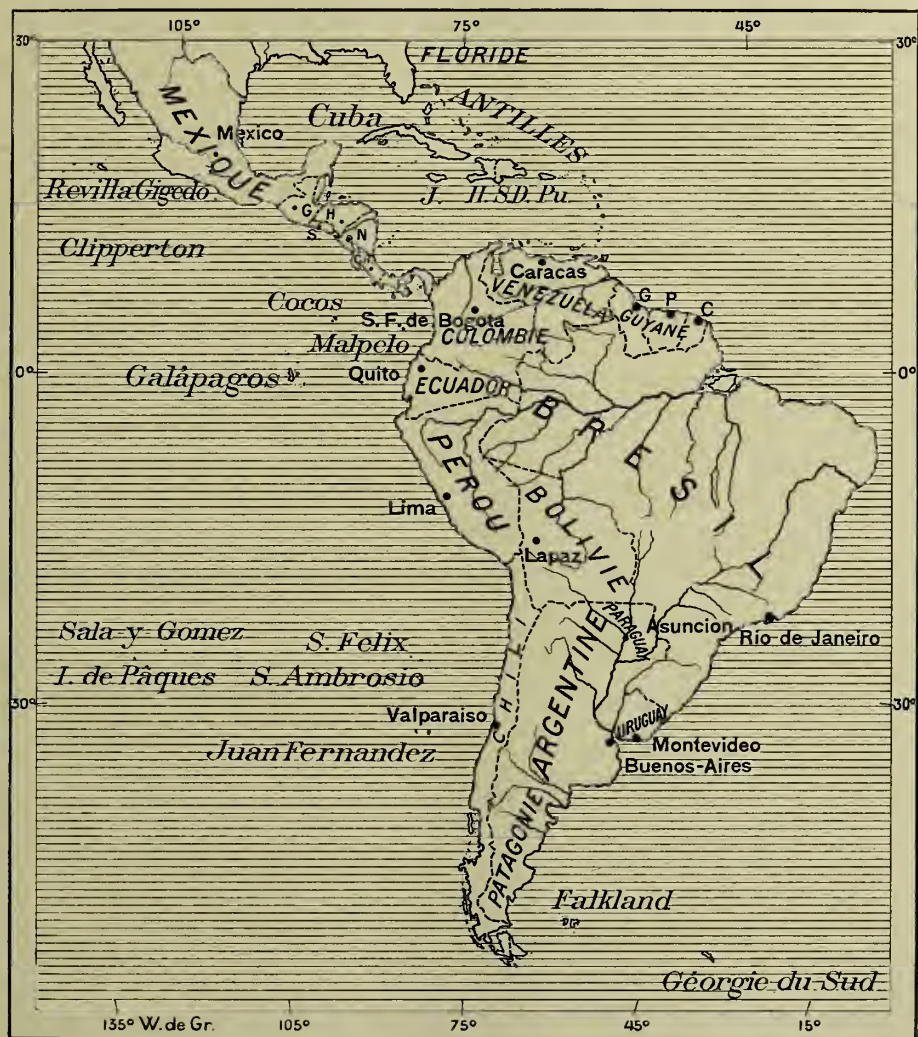 105°
75°
45°
30°
30°
FLORIDE
MEXIQUE
Mexico
Cuba
ANTILLES
Revilla Gigedo
J.
H.
S.D.
Pu.
G
H
S.
N
C
Clipperton
Caracas
VENEZUELA
G
P
C
GUYANE
Cocos
S. F. de Bogota
COLOMBIE
Malpelo
0°
0°
Galápagos
Quito
ECUADOR
BRESIL
PEROU
Lima
BOLIVIE
Lapaz
PARAGUAY
Asuncion
Río de Janeiro
Sala-y-Gomez
S. Felix
I. de Pâques
S. Ambrosio
CHILI
ARGENTINE
30°
30°
Valparaiso
URUGUAY
Juan Fernandez
Montevideo
Buenos-Aires
PATAGONIE
Falkland
Géorgie du Sud
135° W. de Gr.
105°
75°
45°
15°